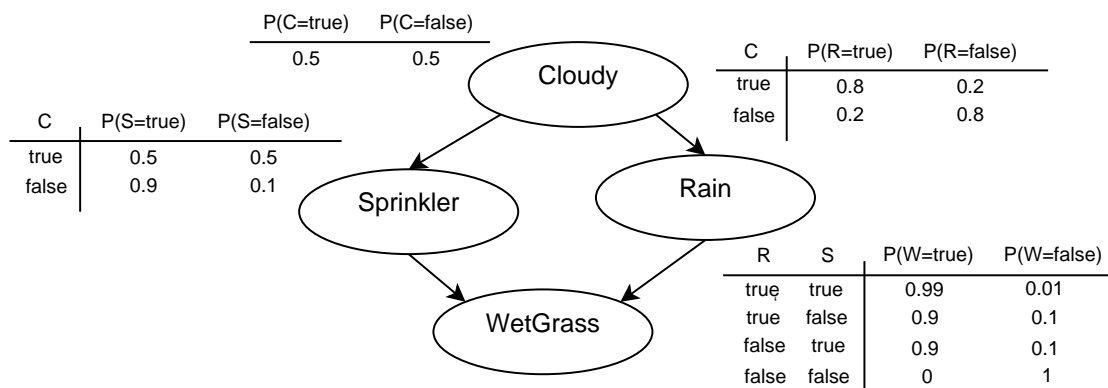 P(C=true) P(C=false)
0.5 0.5
Cloudy
C P(R=true) P(R=false)
true 0.8 0.2
false 0.2 0.8
C P(S=true) P(S=false)
true 0.5 0.5
false 0.9 0.1
Sprinkler
Rain
R S P(W=true) P(W=false)
true true 0.99 0.01
true false 0.9 0.1
false true 0.9 0.1
false false 0 1
WetGrass